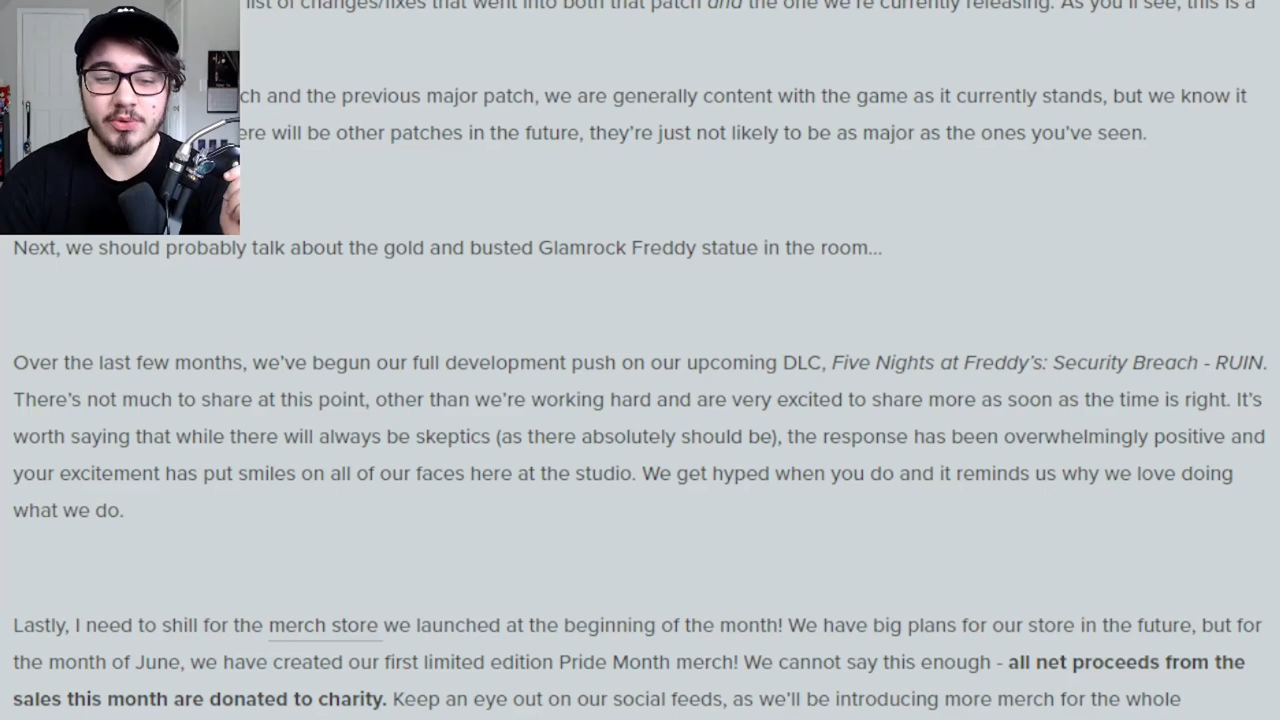 list of changes/fixes that went into both that patch and the one we're currently releasing. As you'll see, this is a
ch and the previous major patch, we are generally content with the game as it currently stands, but we know it
ere will be other patches in the future, they're just not likely to be as major as the ones you've seen.
Next, we should probably talk about the gold and busted Glamrock Freddy statue in the room...
Over the last few months, we've begun our full development push on our upcoming DLC, Five Nights at Freddy's: Security Breach - RUIN.
There's not much to share at this point, other than we're working hard and are very excited to share more as soon as the time is right. It's
worth saying that while there will always be skeptics (as there absolutely should be), the response has been overwhelmingly positive and
your excitement has put smiles on all of our faces here at the studio. We get hyped when you do and it reminds us why we love doing
what we do.
Lastly, I need to shill for the merch store we launched at the beginning of the month! We have big plans for our store in the future, but for
the month of June, we have created our first limited edition Pride Month merch! We cannot say this enough - all net proceeds from the
sales this month are donated to charity. Keep an eye out on our social feeds, as we'll be introducing more merch for the whole